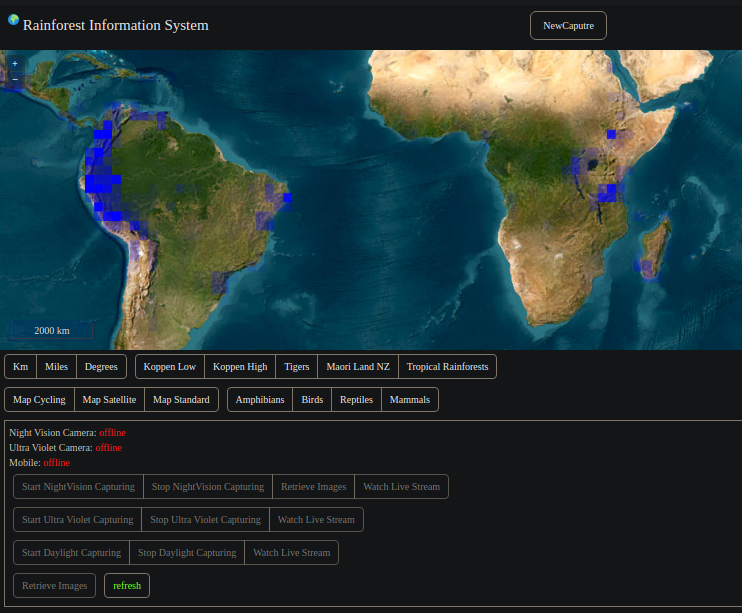 Rainforest Information System NewCaputre
+
−
2000 km
Km Miles Degrees Koppen Low Koppen High Tigers Maori Land NZ Tropical Rainforests
Map Cycling Map Satellite Map Standard Amphibians Birds Reptiles Mammals
Night Vision Camera: offline
Ultra Violet Camera: offline
Mobile: offline
Start NightVision Capturing Stop NightVision Capturing Retrieve Images Watch Live Stream
Start Ultra Violet Capturing Stop Ultra Violet Capturing Watch Live Stream
Start Daylight Capturing Stop Daylight Capturing Watch Live Stream
Retrieve Images refresh